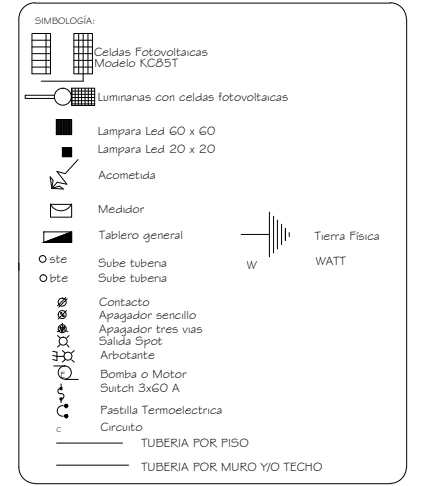 SIMBOLOGÍA:
Celdas Fotovoltaicas
Modelo KC85T
Luminarias con celdas fotovoltaicas
Lampara Led 60 x 60
Lampara Led 20 x 20
Acometida
Medidor
Tablero general
Tierra Física
W WATT
ste Sube tuberia
bte Sube tuberia
Contacto
Apagador sencillo
Apagador tres vias
Salida Spot
Arbotante
F Bomba o Motor
Suitch 3x60 A
Pastilla Termoelectrica
C Circuito
TUBERIA POR PISO
TUBERIA POR MURO Y/O TECHO